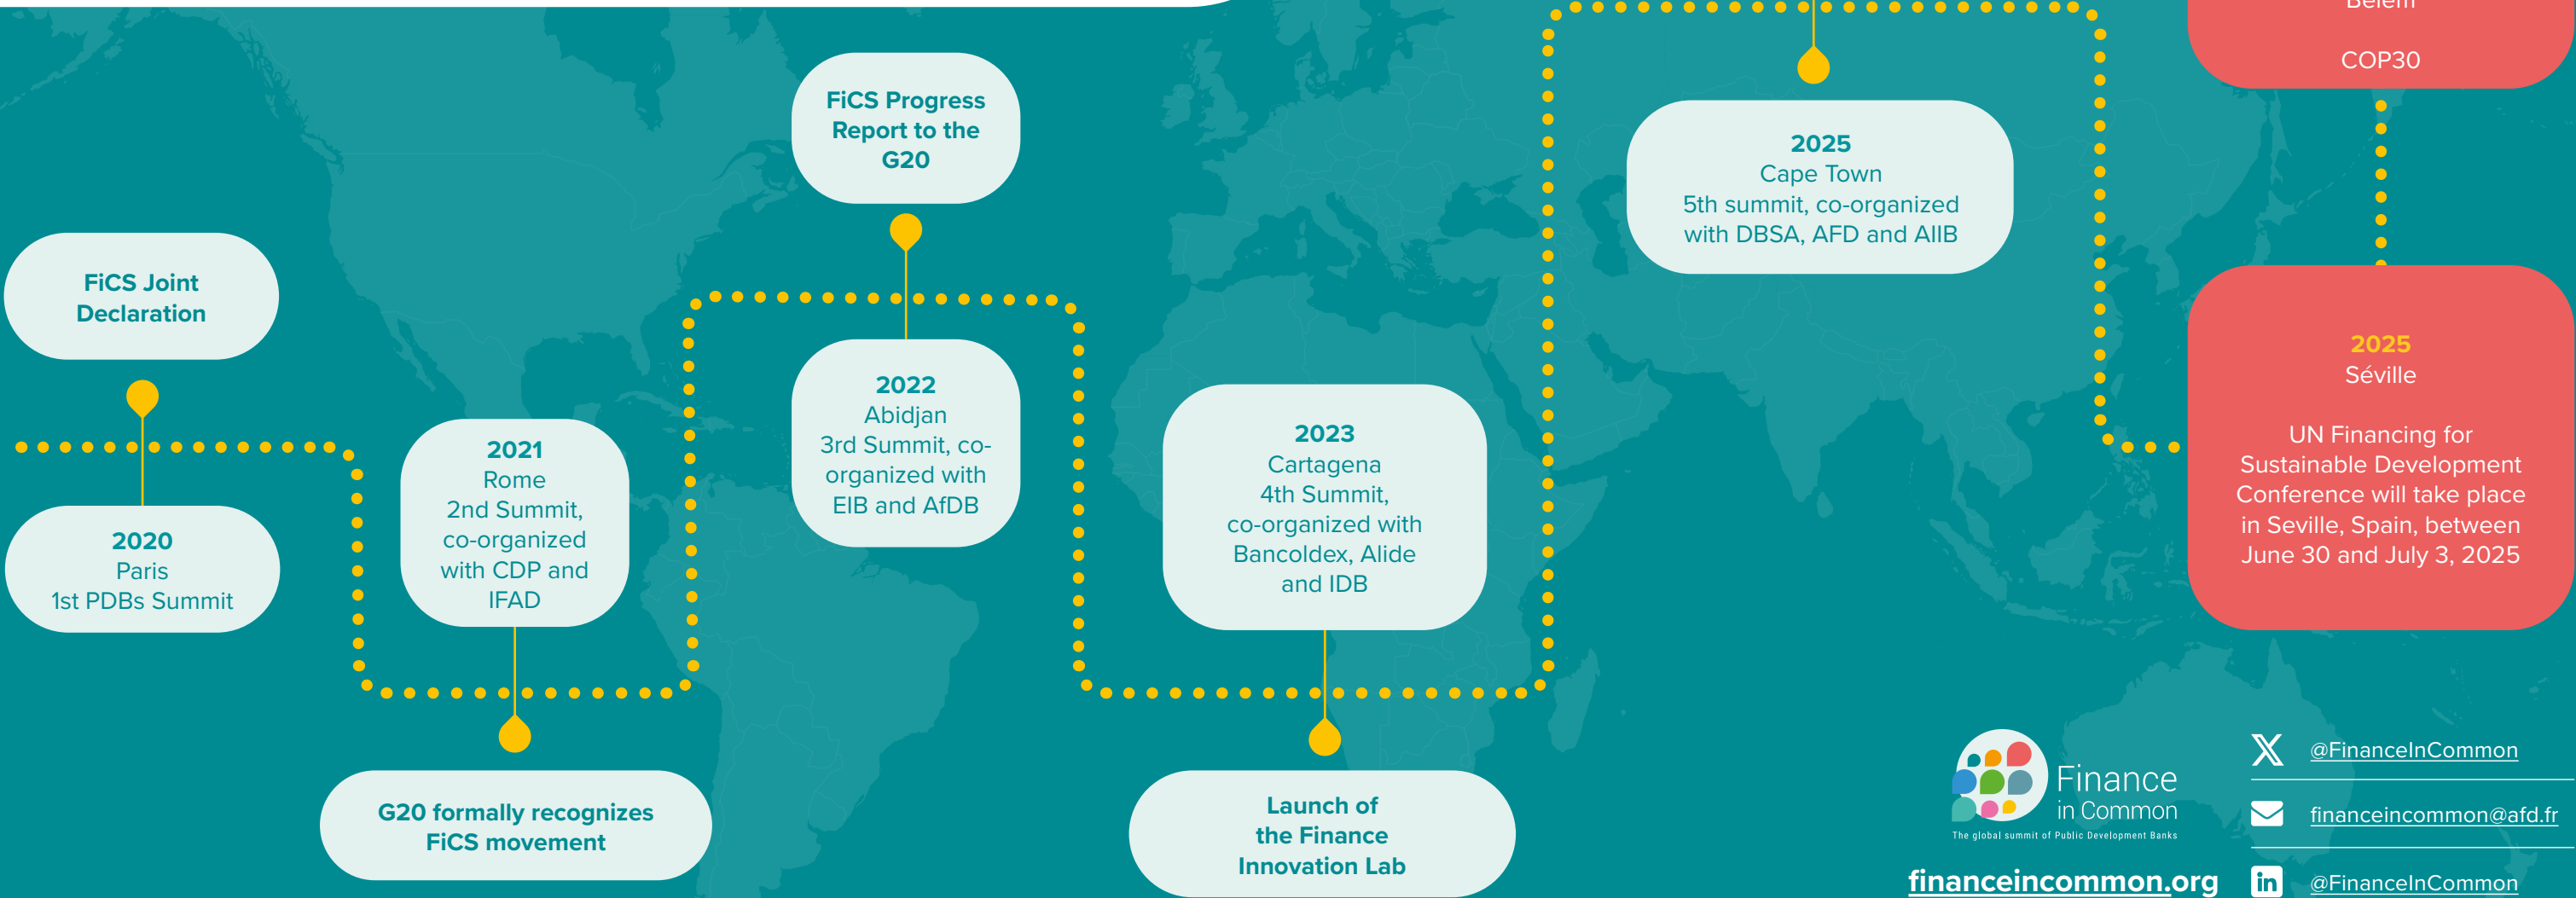 FiCS Joint
Declaration
2020
Paris
1st PDBs Summit
2021
Rome
2nd Summit,
co-organized
with CDP and
IFAD
G20 formally recognizes
FiCS movement
FiCS Progress
Report to the
G20
2022
Abidjan
3rd Summit, co-
organized with
EIB and AfDB
2023
Cartagena
4th Summit,
co-organized with
Bancoldex, Alide
and IDB
Launch of
the Finance
Innovation Lab
2025
Cape Town
5th summit, co-organized
with DBSA, AFD and AIIB
Belém
COP30
2025
Séville
UN Financing for
Sustainable Development
Conference will take place
in Seville, Spain, between
June 30 and July 3, 2025
Finance
in Common
The global summit of Public Development Banks
financeincommon.org
@FinanceInCommon
financeincommon@afd.fr
in
@FinanceInCommon